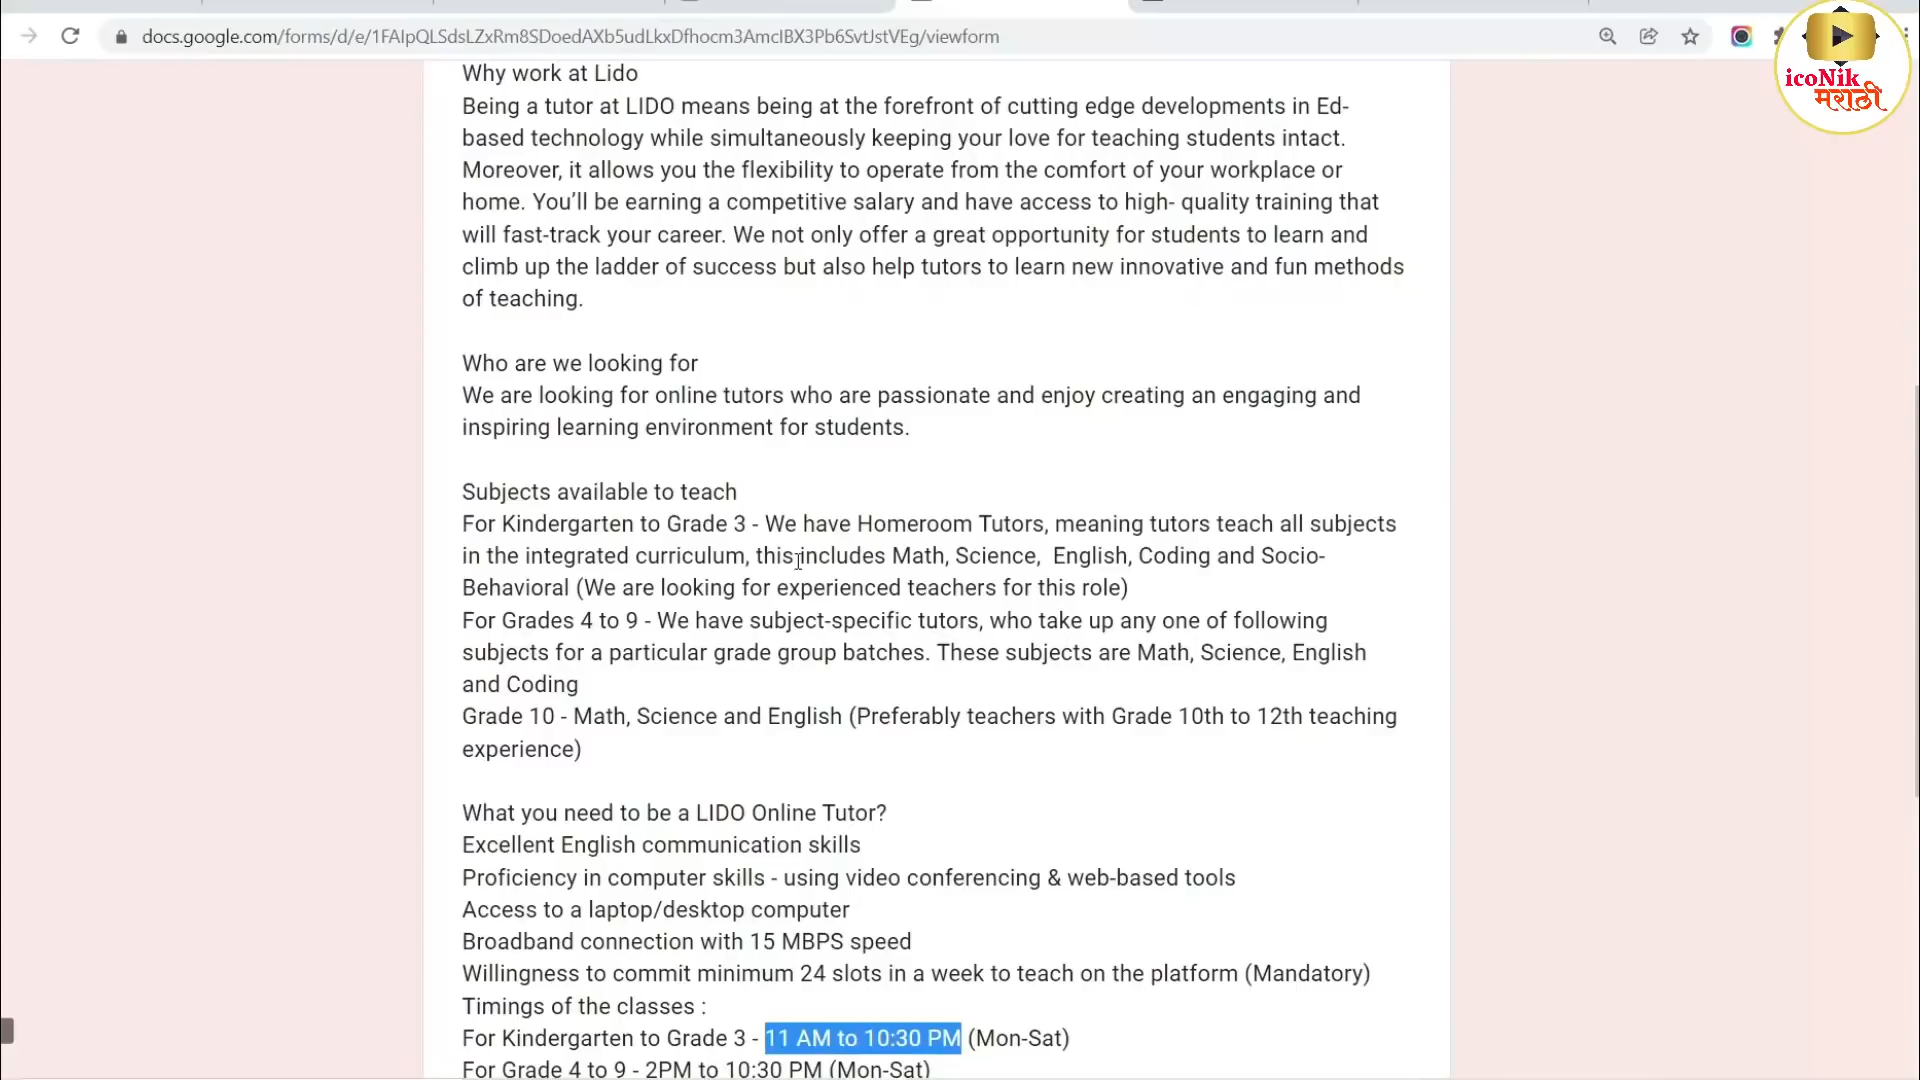 docs.google.com/forms/d/e/1FAIpQLSdsLZxRm8SDoedAXb5udLkxDfhocm3AmcIBX3Pb6SvtJstVEg/viewform
icoNik
मराठी
Why work at Lido
Being a tutor at LIDO means being at the forefront of cutting edge developments in Ed-
based technology while simultaneously keeping your love for teaching students intact.
Moreover, it allows you the flexibility to operate from the comfort of your workplace or
home. You’ll be earning a competitive salary and have access to high- quality training that
will fast-track your career. We not only offer a great opportunity for students to learn and
climb up the ladder of success but also help tutors to learn new innovative and fun methods
of teaching.
Who are we looking for
We are looking for online tutors who are passionate and enjoy creating an engaging and
inspiring learning environment for students.
Subjects available to teach
For Kindergarten to Grade 3 - We have Homeroom Tutors, meaning tutors teach all subjects
in the integrated curriculum, this includes Math, Science,  English, Coding and Socio-
Behavioral (We are looking for experienced teachers for this role)
For Grades 4 to 9 - We have subject-specific tutors, who take up any one of following
subjects for a particular grade group batches. These subjects are Math, Science, English
and Coding
Grade 10 - Math, Science and English (Preferably teachers with Grade 10th to 12th teaching
experience)
What you need to be a LIDO Online Tutor?
Excellent English communication skills
Proficiency in computer skills - using video conferencing & web-based tools
Access to a laptop/desktop computer
Broadband connection with 15 MBPS speed
Willingness to commit minimum 24 slots in a week to teach on the platform (Mandatory)
Timings of the classes :
For Kindergarten to Grade 3 - 11 AM to 10:30 PM (Mon-Sat)
For Grade 4 to 9 - 2PM to 10:30 PM (Mon-Sat)